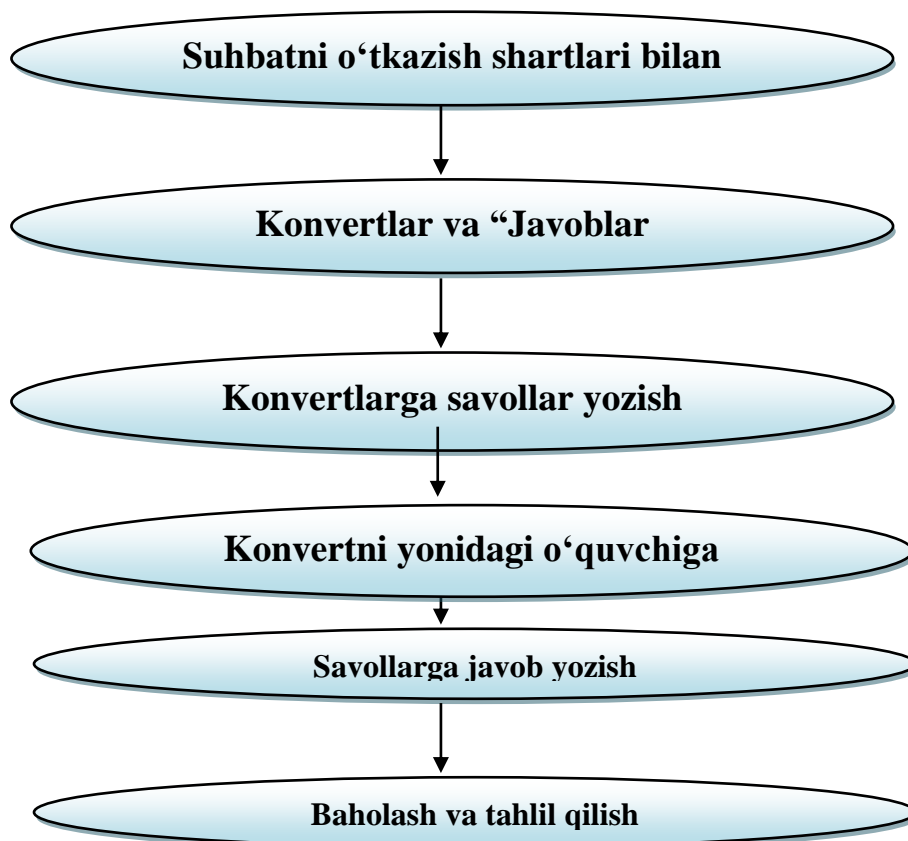 Suhbatni o‘tkazish shartlari bilan
Konvertlar va “Javoblar
Konvertlarga savollar yozish
Konvertni yonidagi o‘quvchiga
Savollarga javob yozish
Baholash va tahlil qilish